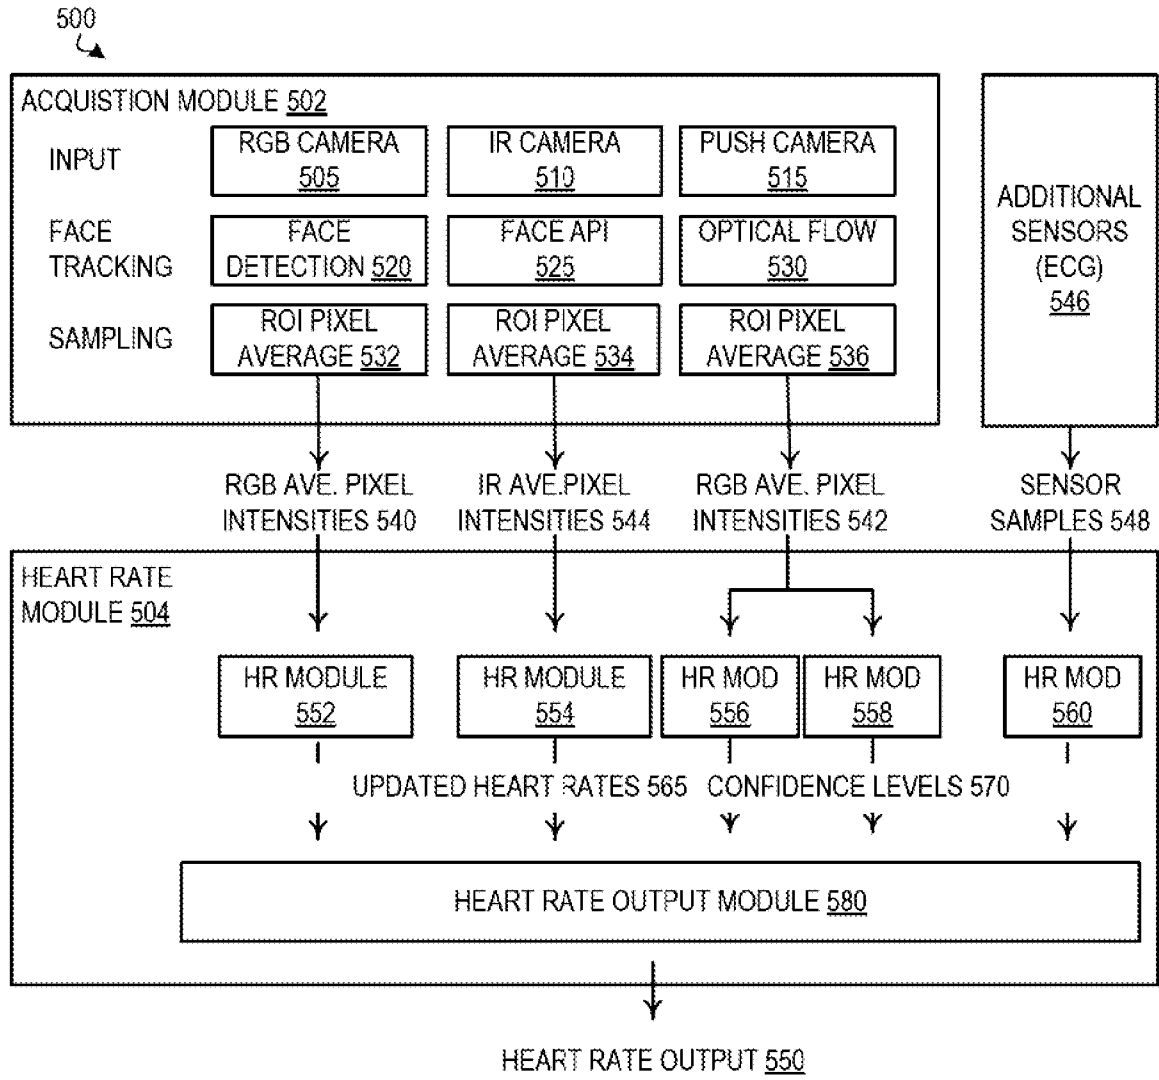 500
ACQUISTION MODULE 502
INPUT
RGB CAMERA
505
IR CAMERA
510
PUSH CAMERA
515
FACE
TRACKING
FACE
DETECTION 520
FACE API
525
OPTICAL FLOW
530
SAMPLING
ROI PIXEL
AVERAGE 532
ROI PIXEL
AVERAGE 534
ROI PIXEL
AVERAGE 536
ADDITIONAL
SENSORS
(ECG)
546
RGB AVE. PIXEL
INTENSITIES 540
IR AVE.PIXEL
INTENSITIES 544
RGB AVE. PIXEL
INTENSITIES 542
SENSOR
SAMPLES 548
HEART RATE
MODULE 504
HR MODULE
552
HR MODULE
554
HR MOD
556
HR MOD
558
HR MOD
560
UPDATED HEART RATES 565
CONFIDENCE LEVELS 570
HEART RATE OUTPUT MODULE 580
HEART RATE OUTPUT 550